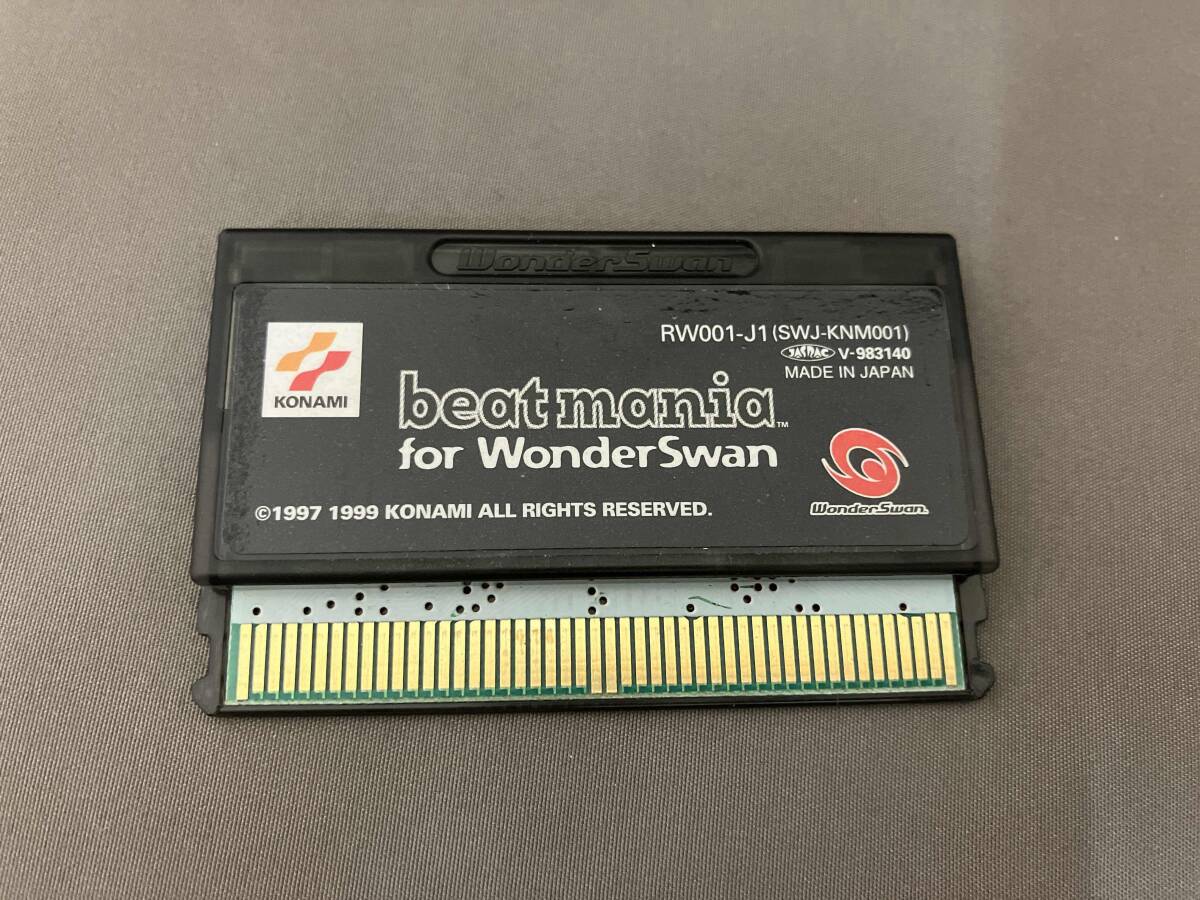 WonderSwan
KONAMI
RW001-J1 (SWJ-KNM001)
JASRAC V-983140
MADE IN JAPAN
beatmania™
for WonderSwan
WonderSwan
©1997 1999 KONAMI ALL RIGHTS RESERVED.